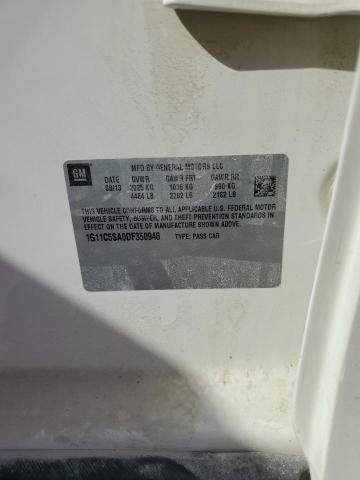 GM
MFD BY GENERAL MOTORS LLC
DATE GVWR GAWR FRT GAWR RR
08/13 2025 KG 1036 KG 990 KG
4464 LB 2282 LB 2182 LB
THIS VEHICLE CONFORMS TO ALL APPLICABLE U.S. FEDERAL MOTOR
VEHICLE SAFETY, BUMPER, AND THEFT PREVENTION STANDARDS
IN EFFECT ON THE DATE OF MANUFACTURE SHOWN ABOVE.
1G11C5SA0DF350948 TYPE: PASS CAR